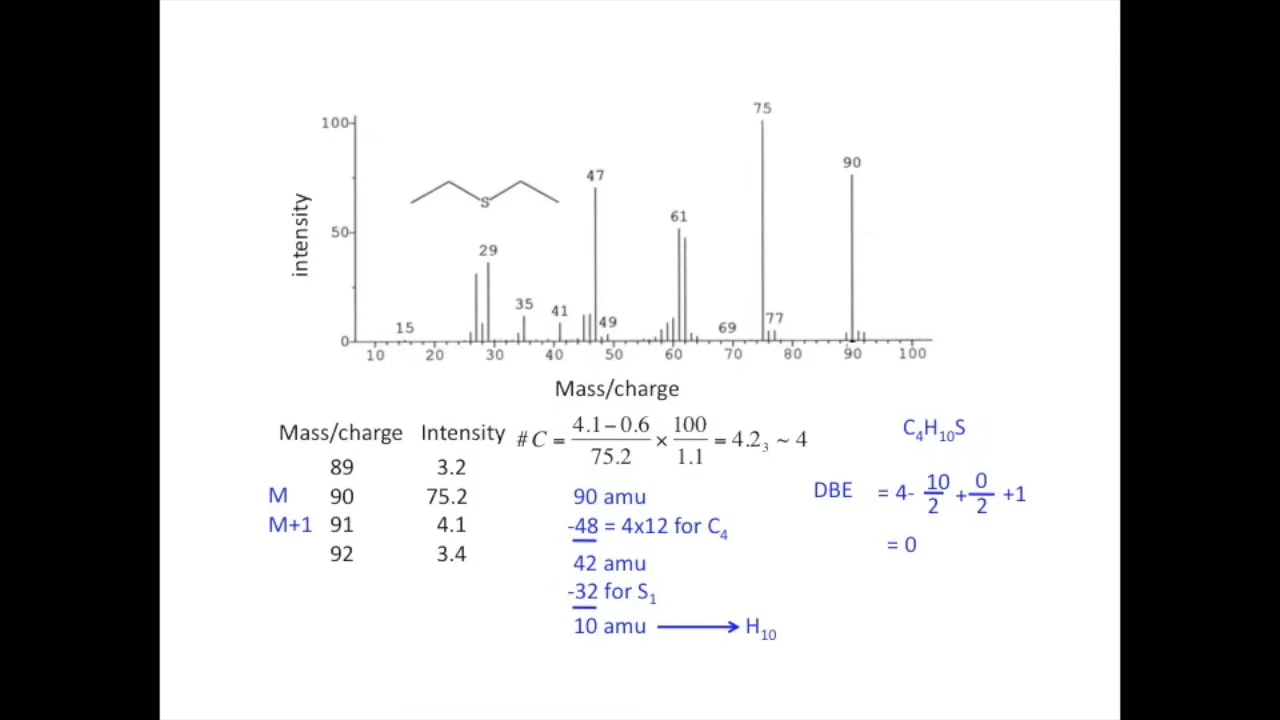 75
100
90
47
61
S
intensity
50
29
35
41
49
77
15
69
0
10 20 30 40 50 60 70 80 90 100
Mass/charge
Mass/charge Intensity
89 3.2
M 90 75.2
M+1 91 4.1
92 3.4
#C = 4.1−0.6/75.2 × 100/1.1 = 4.2₃ ~ 4
90 amu
-48 = 4x12 for C₄
42 amu
-32 for S₁
10 amu → H₁₀
C₄H₁₀S
DBE = 4- 10/2 + 0/2 +1
= 0